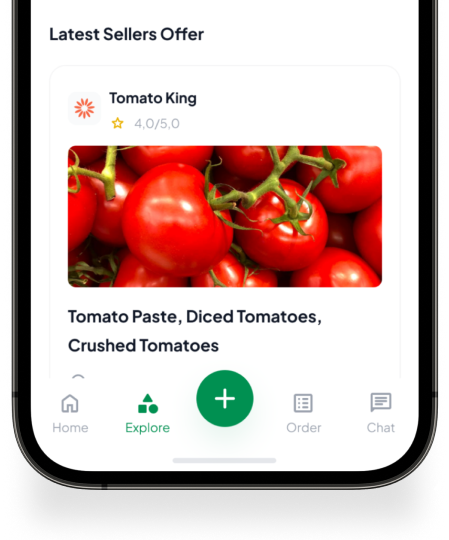 Latest Sellers Offer
Tomato King
4,0/5,0
Tomato Paste, Diced Tomatoes,
Crushed Tomatoes
Home
Explore
Order
Chat